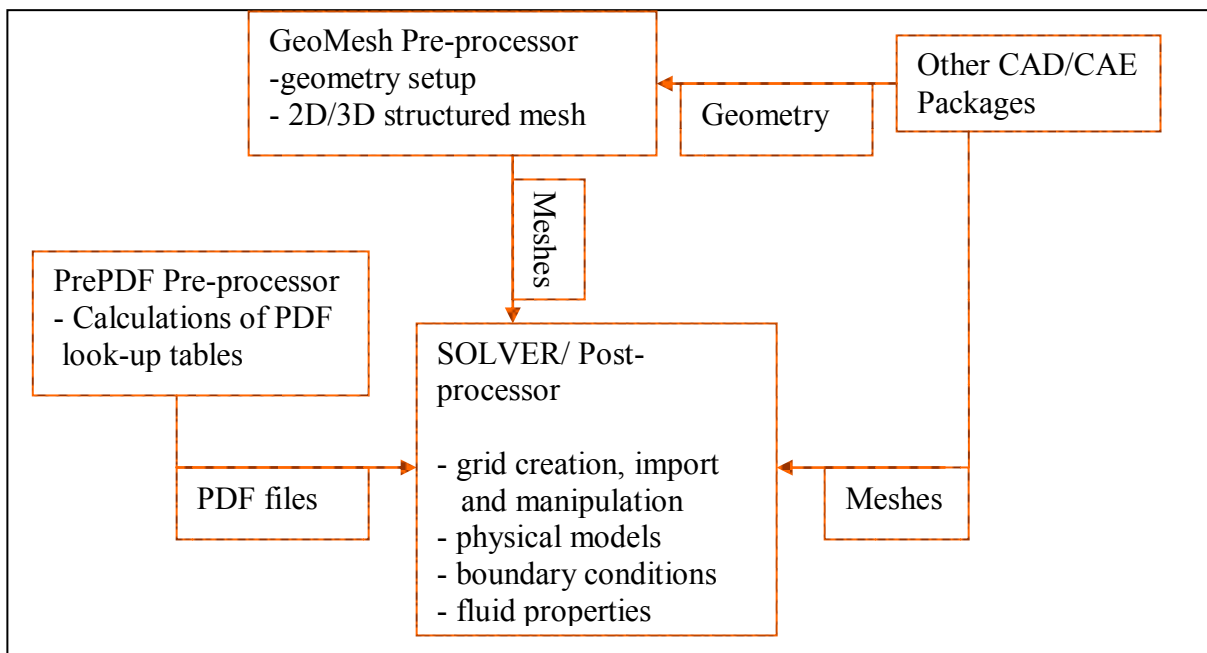 GeoMesh Pre-processor
-geometry setup
- 2D/3D structured mesh
Other CAD/CAE
Packages
Geometry
Meshes
PrePDF Pre-processor
- Calculations of PDF
look-up tables
SOLVER/ Post-
processor
- grid creation, import
and manipulation
- physical models
- boundary conditions
- fluid properties
PDF files
Meshes